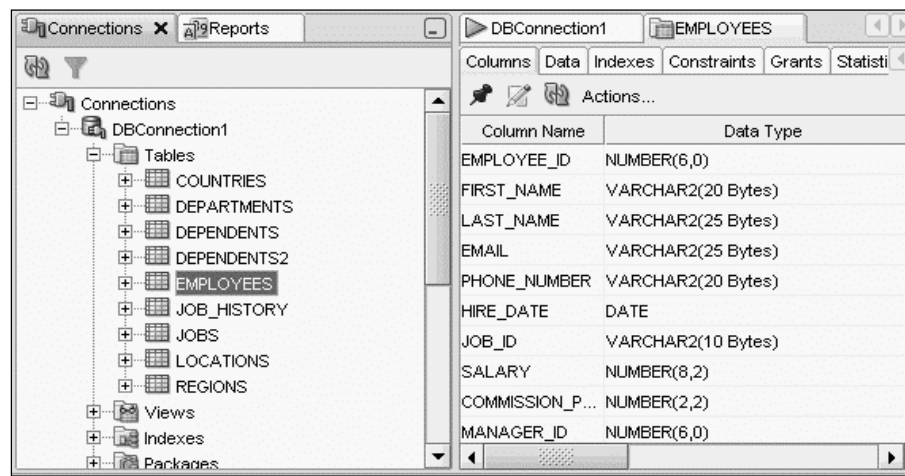 Connections Reports
Connections
DBConnection1
Tables
COUNTRIES
DEPARTMENTS
DEPENDENTS
DEPENDENTS2
EMPLOYEES
JOB_HISTORY
JOBS
LOCATIONS
REGIONS
Views
Indexes
Packages
DBConnection1 EMPLOYEES
Columns Data Indexes Constraints Grants Statisti
Actions...
Column Name Data Type
EMPLOYEE_ID NUMBER(6,0)
FIRST_NAME VARCHAR2(20 Bytes)
LAST_NAME VARCHAR2(25 Bytes)
EMAIL VARCHAR2(25 Bytes)
PHONE_NUMBER VARCHAR2(20 Bytes)
HIRE_DATE DATE
JOB_ID VARCHAR2(10 Bytes)
SALARY NUMBER(8,2)
COMMISSION_P... NUMBER(2,2)
MANAGER_ID NUMBER(6,0)